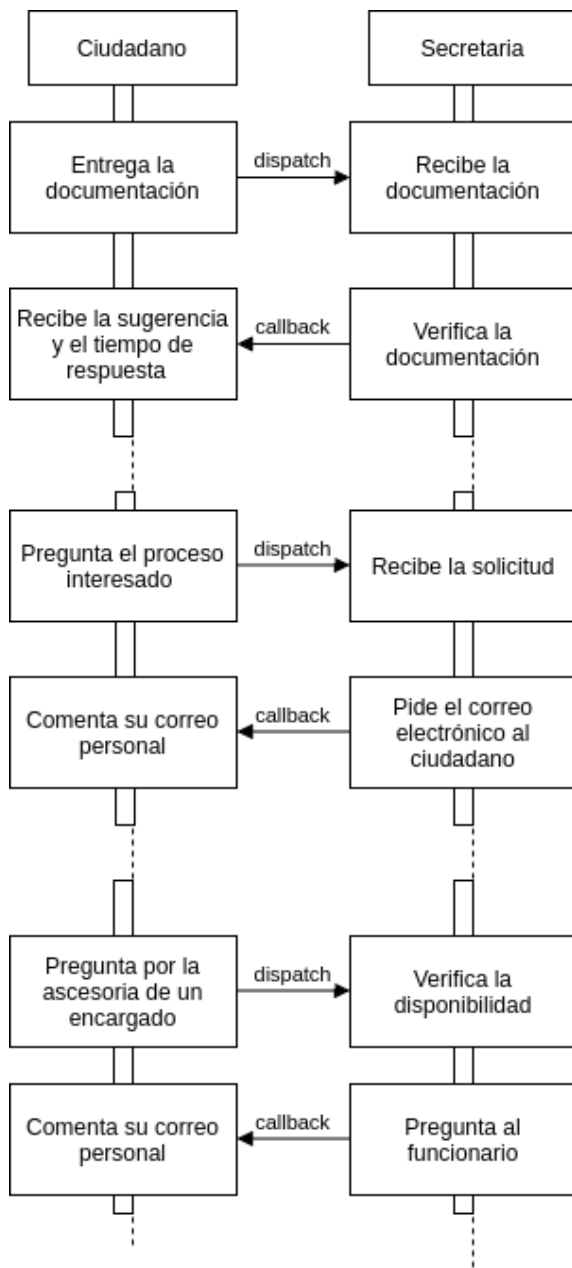 Ciudadano
Secretaria
Entrega la
documentación
dispatch
Recibe la
documentación
Recibe la sugerencia
y el tiempo de
respuesta
callback
Verifica la
documentación
Pregunta el proceso
interesado
dispatch
Recibe la solicitud
Comenta su correo
personal
callback
Pide el correo
electrónico al
ciudadano
Pregunta por la
ascesoria de un
encargado
dispatch
Verifica la
disponibilidad
Comenta su correo
personal
callback
Pregunta al
funcionario